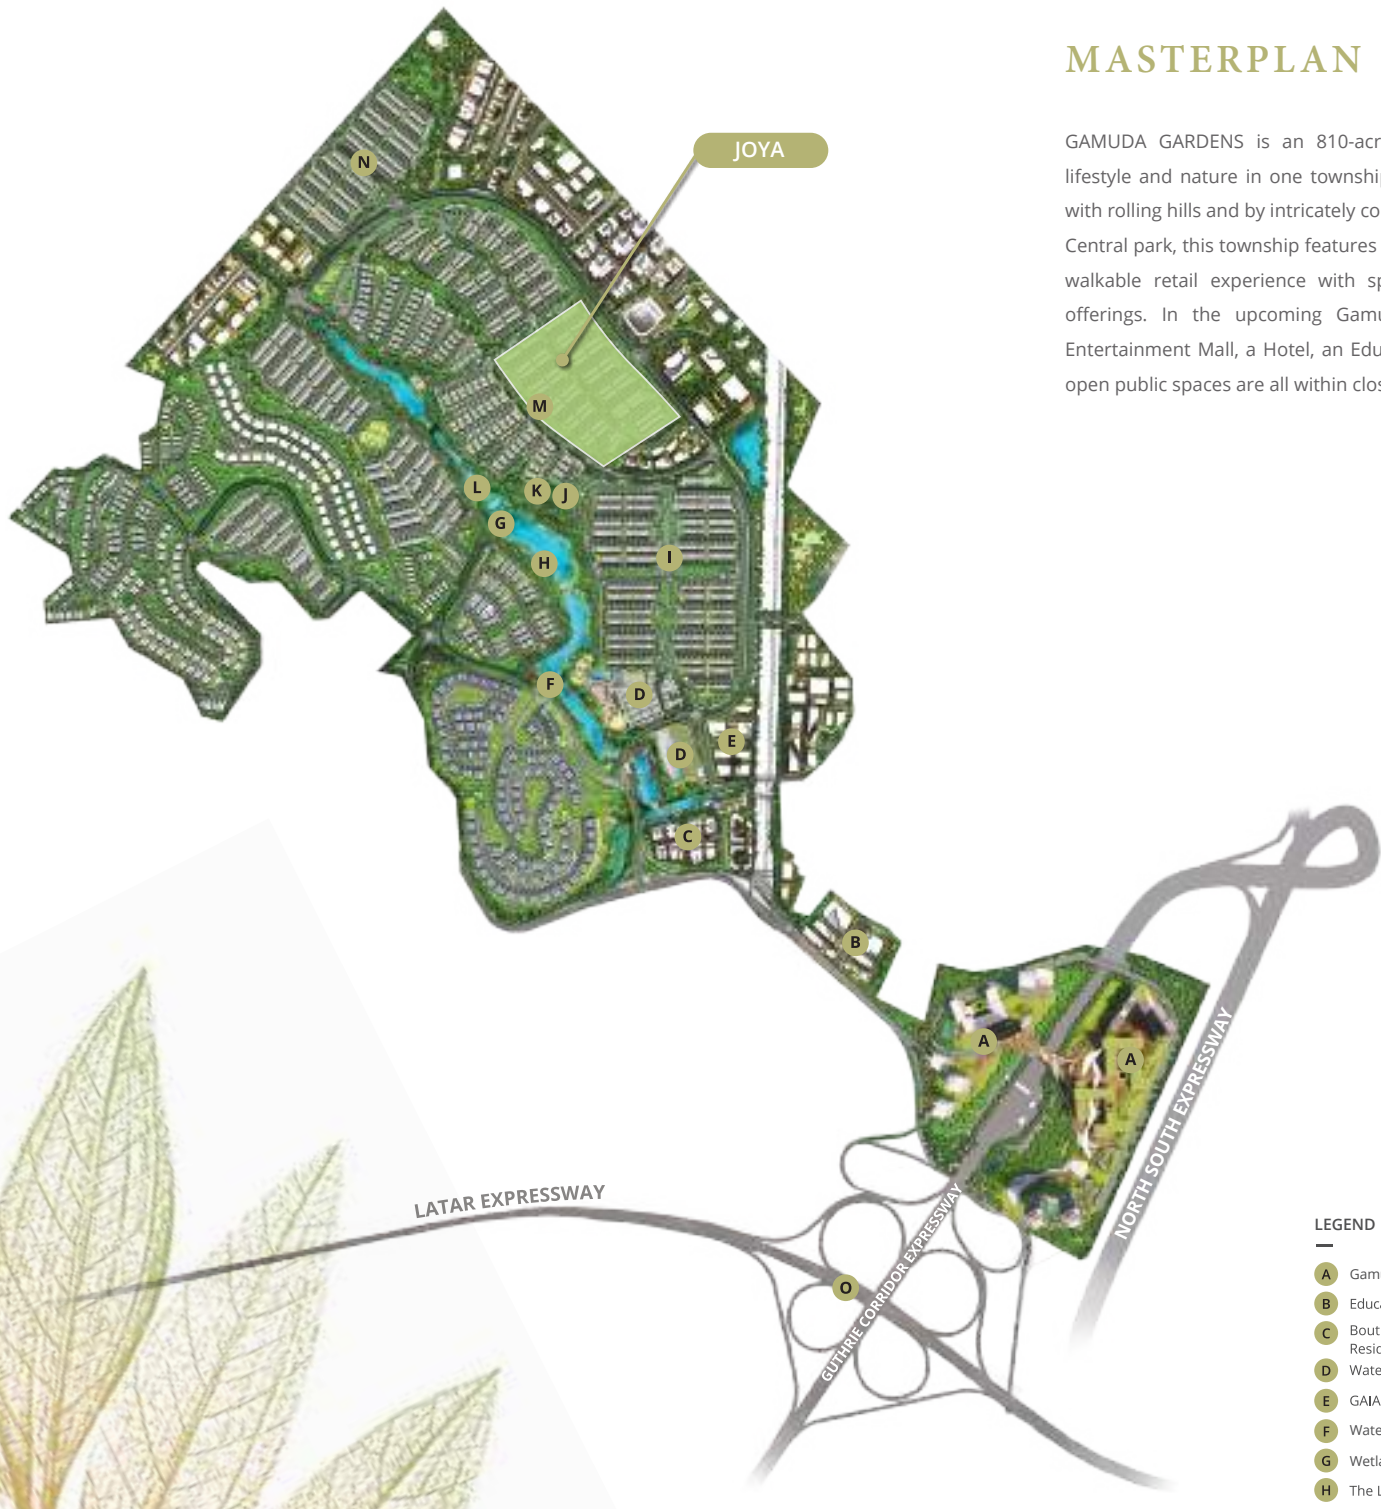 MASTERPLAN
GAMUDA GARDENS is an 810-acr
lifestyle and nature in one townshi
with rolling hills and by intricately co
Central park, this township features
walkable retail experience with sp
offerings. In the upcoming Gamu
Entertainment Mall, a Hotel, an Edu
open public spaces are all within clos
JOYA
N
M
L
K
J
G
H
I
F
D
D
E
C
B
A
A
NORTH SOUTH EXPRESSWAY
LATAR EXPRESSWAY
GUTHRIE CORRIDOR EXPRESSWAY
O
LEGEND
A Gam
B Educ
C Bout
Resid
D Wate
E GAIA
F Wate
G Wetla
H The L